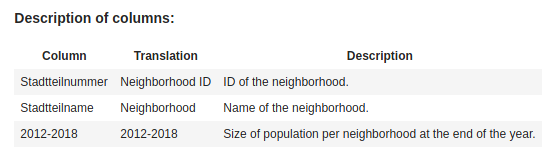 Description of columns:
Column Translation Description
Stadtteilnummer Neighborhood ID ID of the neighborhood.
Stadtteilname Neighborhood Name of the neighborhood.
2012-2018 2012-2018 Size of population per neighborhood at the end of the year.